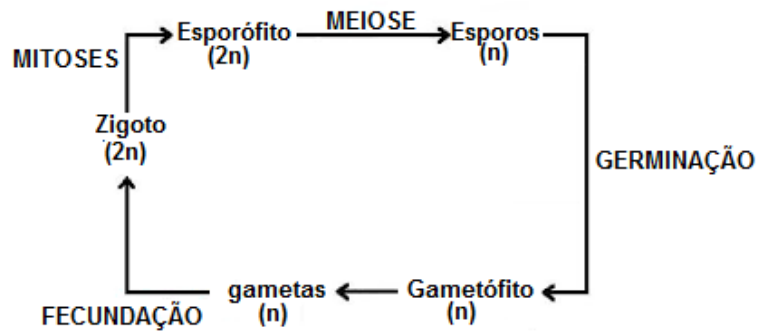 Esporófito
(2n)
MEIOSE
Esporos
(n)
MITOSES
Zigoto
(2n)
GERMINAÇÃO
gametas
(n)
Gametófito
(n)
FECUNDAÇÃO